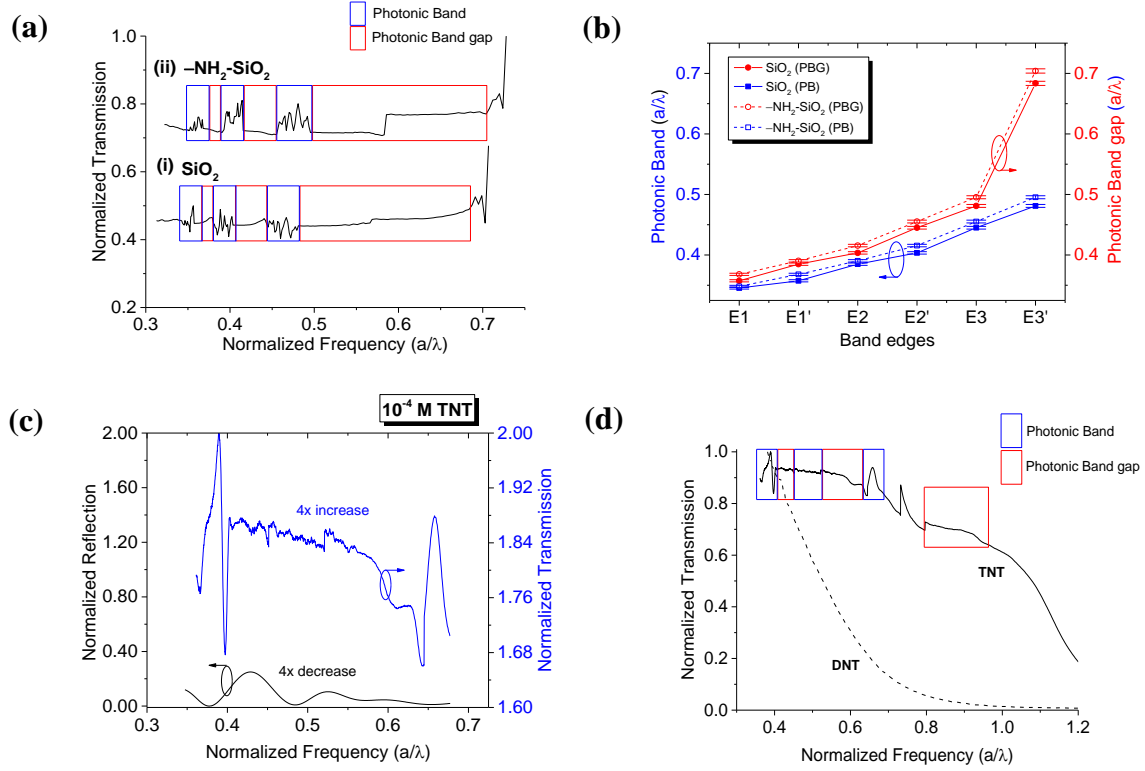 (a)
Photonic Band
Photonic Band gap
(ii) –NH2-SiO2
(i) SiO2
Normalized Transmission
1.0
0.8
0.6
0.4
0.2
0.3 0.4 0.5 0.6 0.7
Normalized Frequency (a/λ)
(b)
SiO2 (PBG)
SiO2 (PB)
–NH2-SiO2 (PBG)
–NH2-SiO2 (PB)
Photonic Band (a/λ)
0.7
0.6
0.5
0.4
Photonic Band gap (a/λ)
0.7
0.6
0.5
0.4
E1 E1' E2 E2' E3 E3'
Band edges
(c)
10-4 M TNT
Normalized Reflection
2.00
1.60
1.20
0.80
0.40
0.00
Normalized Transmission
2.00
1.92
1.84
1.76
1.68
1.60
4x increase
4x decrease
0.3 0.4 0.5 0.6 0.7
Normalized Frequency (a/λ)
(d)
Photonic Band
Photonic Band gap
Normalized Transmission
1.0
0.8
0.6
0.4
0.2
0.0
TNT
DNT
0.4 0.6 0.8 1.0 1.2
Normalized Frequency (a/λ)